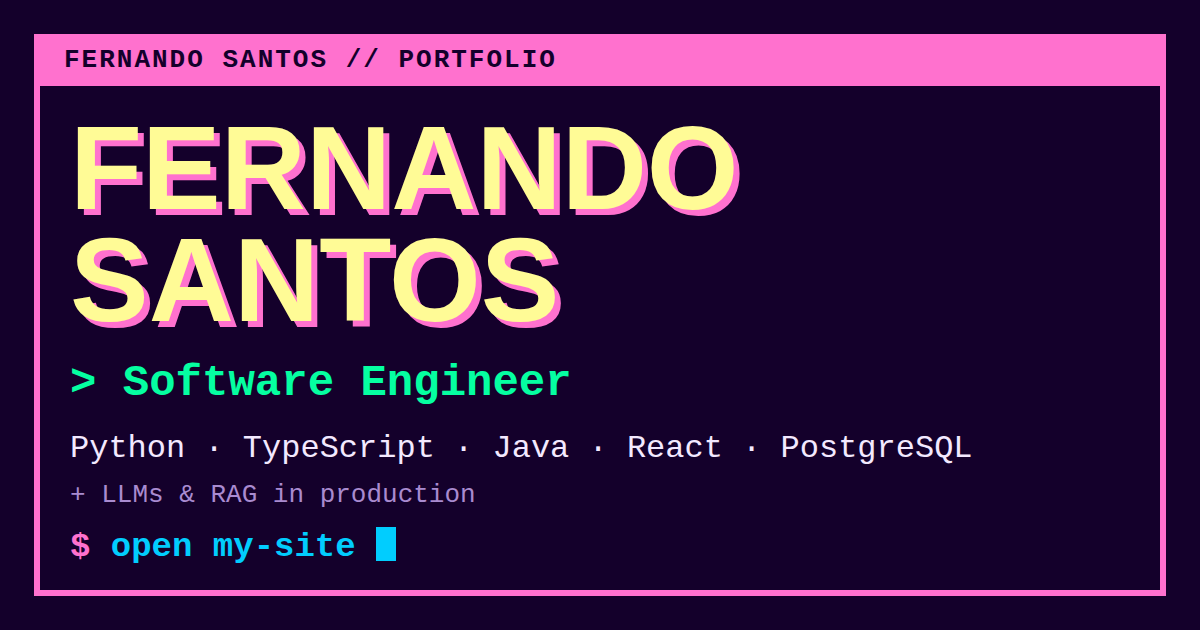 FERNANDO SANTOS // PORTFOLIO
FERNANDO
SANTOS
> Software Engineer
Python · TypeScript · Java · React · PostgreSQL
+ LLMs & RAG in production
$ open my-site